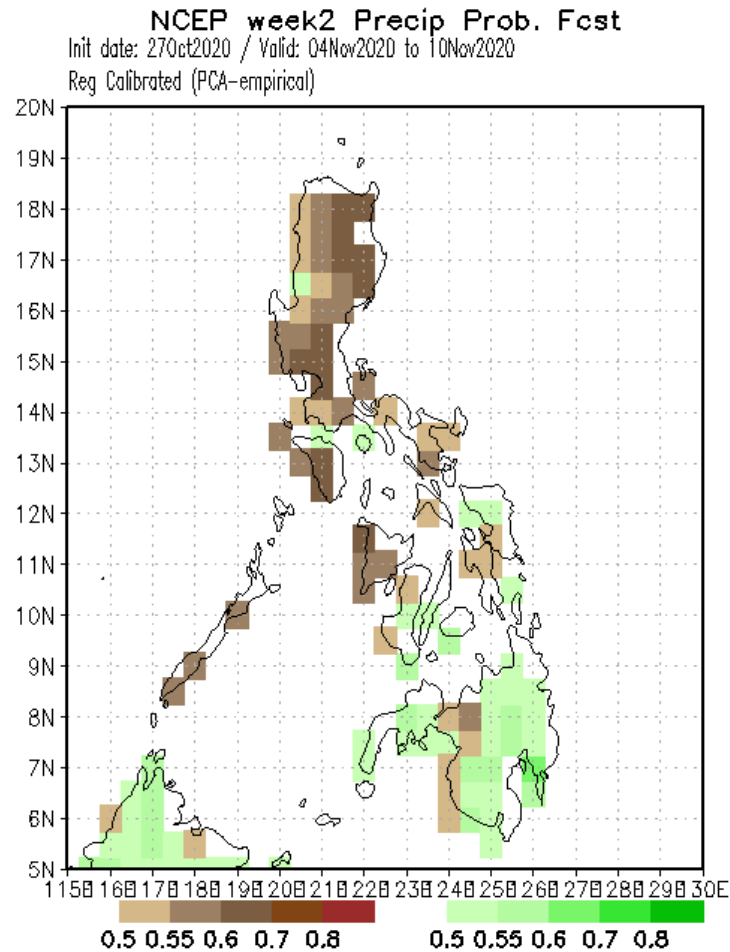 NCEP week2 Precip Prob. Fcst
Init date: 27Oct2020 / Valid: 04Nov2020 to 10Nov2020
Reg Calibrated (PCA-empirical)
20N
19N
18N
17N
16N
15N
14N
13N
12N
11N
10N
9N
8N
7N
6N
5N
115E 116E 117E 118E 119E 120E 121E 122E 123E 124E 125E 126E 127E 128E 129E 130E
0.5 0.55 0.6 0.7 0.8 0.5 0.55 0.6 0.7 0.8